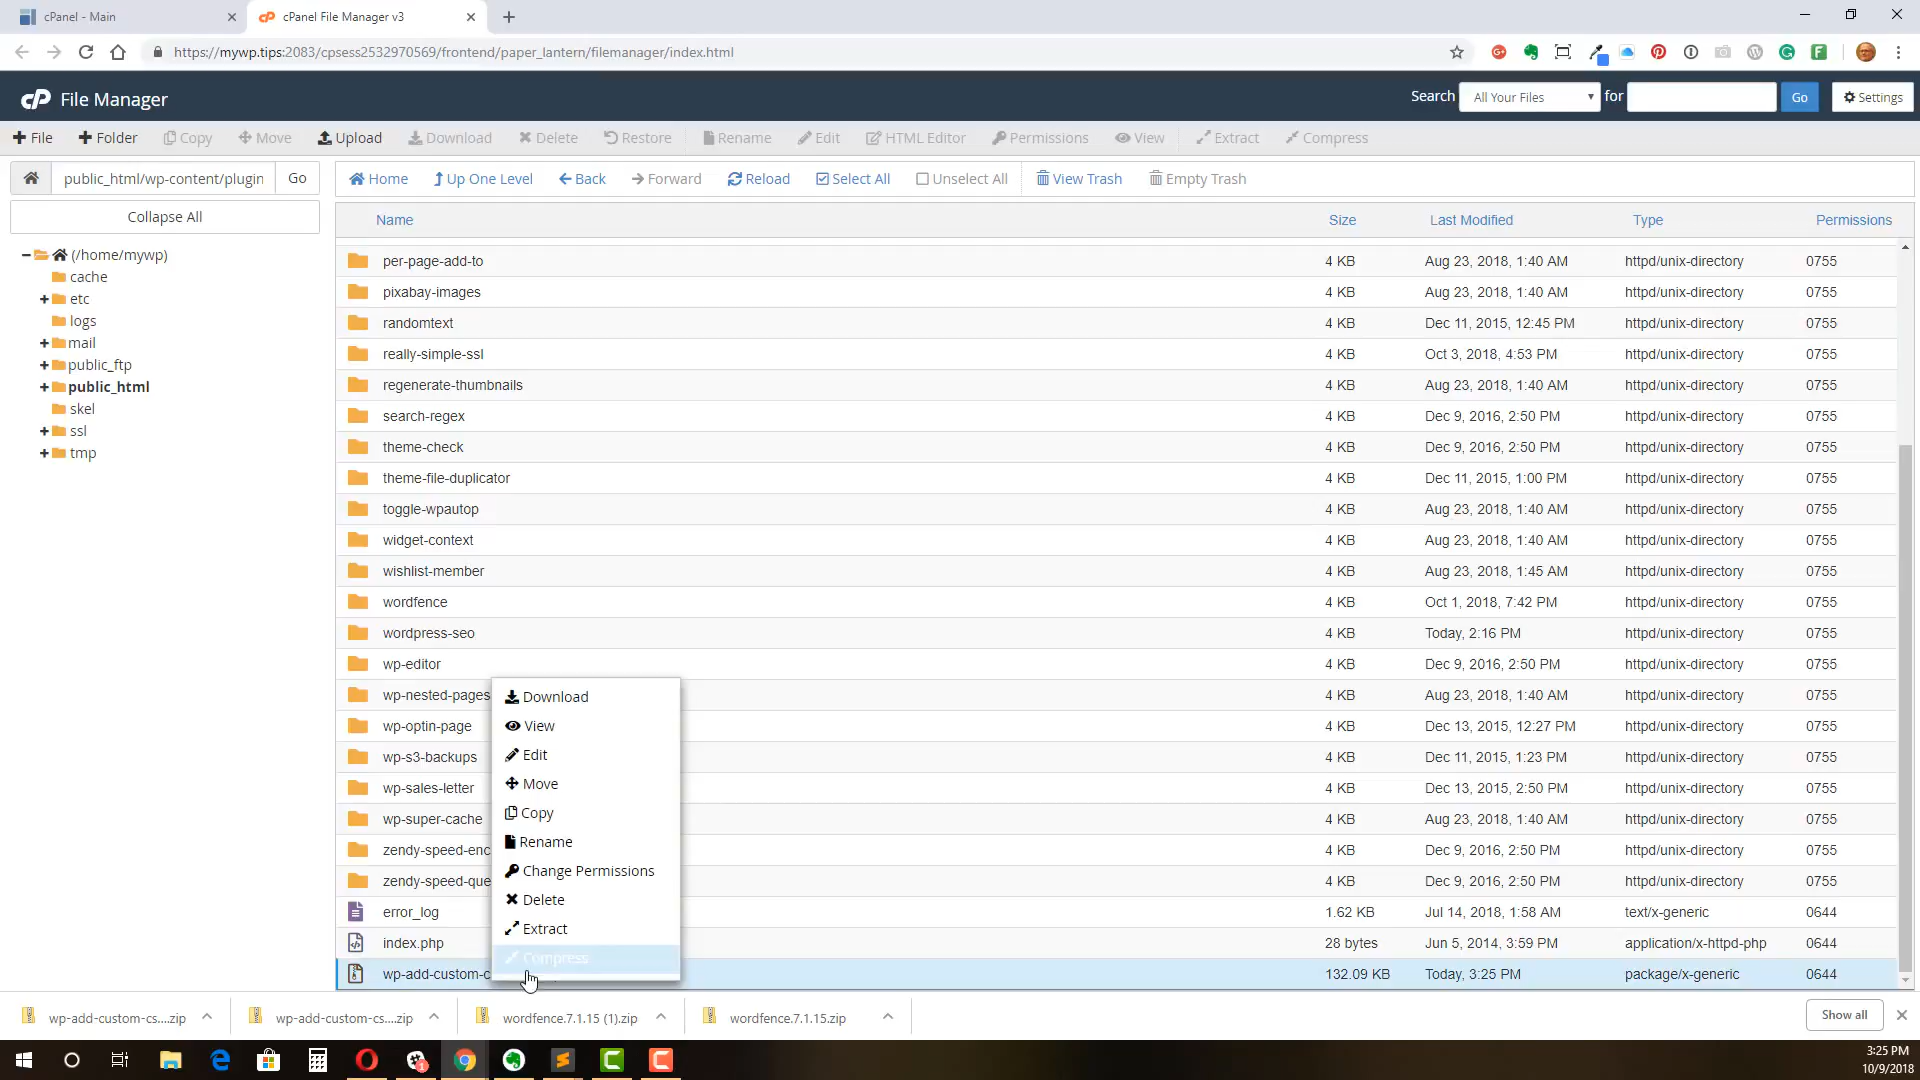 cPanel - Main
cPanel File Manager v3
https://mywp.tips:2083/cpsess2532970569/frontend/paper_lantern/filemanager/index.html
cP File Manager
Search All Your Files for Go Settings
File Folder Copy Move Upload Download Delete Restore Rename Edit HTML Editor Permissions View Extract Compress
public_html/wp-content/plugin Go
Home Up One Level Back Forward Reload Select All Unselect All View Trash Empty Trash
Collapse All
(/home/mywp)
cache
etc
logs
mail
public_ftp
public_html
skel
ssl
tmp
Name Size Last Modified Type Permissions
per-page-add-to 4 KB Aug 23, 2018, 1:40 AM httpd/unix-directory 0755
pixabay-images 4 KB Aug 23, 2018, 1:40 AM httpd/unix-directory 0755
randomtext 4 KB Dec 11, 2015, 12:45 PM httpd/unix-directory 0755
really-simple-ssl 4 KB Oct 3, 2018, 4:53 PM httpd/unix-directory 0755
regenerate-thumbnails 4 KB Aug 23, 2018, 1:40 AM httpd/unix-directory 0755
search-regex 4 KB Dec 9, 2016, 2:50 PM httpd/unix-directory 0755
theme-check 4 KB Dec 9, 2016, 2:50 PM httpd/unix-directory 0755
theme-file-duplicator 4 KB Dec 11, 2015, 1:00 PM httpd/unix-directory 0755
toggle-wpautop 4 KB Aug 23, 2018, 1:40 AM httpd/unix-directory 0755
widget-context 4 KB Aug 23, 2018, 1:40 AM httpd/unix-directory 0755
wishlist-member 4 KB Aug 23, 2018, 1:45 AM httpd/unix-directory 0755
wordfence 4 KB Oct 1, 2018, 7:42 PM httpd/unix-directory 0755
wordpress-seo 4 KB Today, 2:16 PM httpd/unix-directory 0755
wp-editor 4 KB Dec 9, 2016, 2:50 PM httpd/unix-directory 0755
wp-nested-pages 4 KB Aug 23, 2018, 1:40 AM httpd/unix-directory 0755
wp-optin-page 4 KB Dec 13, 2015, 12:27 PM httpd/unix-directory 0755
wp-s3-backups 4 KB Dec 11, 2015, 1:23 PM httpd/unix-directory 0755
wp-sales-letter 4 KB Dec 13, 2015, 2:50 PM httpd/unix-directory 0755
wp-super-cache 4 KB Aug 23, 2018, 1:40 AM httpd/unix-directory 0755
zendy-speed-enc 4 KB Dec 9, 2016, 2:50 PM httpd/unix-directory 0755
zendy-speed-que 4 KB Dec 9, 2016, 2:50 PM httpd/unix-directory 0755
error_log 1.62 KB Jul 14, 2018, 1:58 AM text/x-generic 0644
index.php 28 bytes Jun 5, 2014, 3:59 PM application/x-httpd-php 0644
wp-add-custom-c 132.09 KB Today, 3:25 PM package/x-generic 0644
Download
View
Edit
Move
Copy
Rename
Change Permissions
Delete
Extract
Compress
wp-add-custom-cs....zip
wp-add-custom-cs....zip
wordfence.7.1.15 (1).zip
wordfence.7.1.15.zip
Show all
3:25 PM
10/9/2018